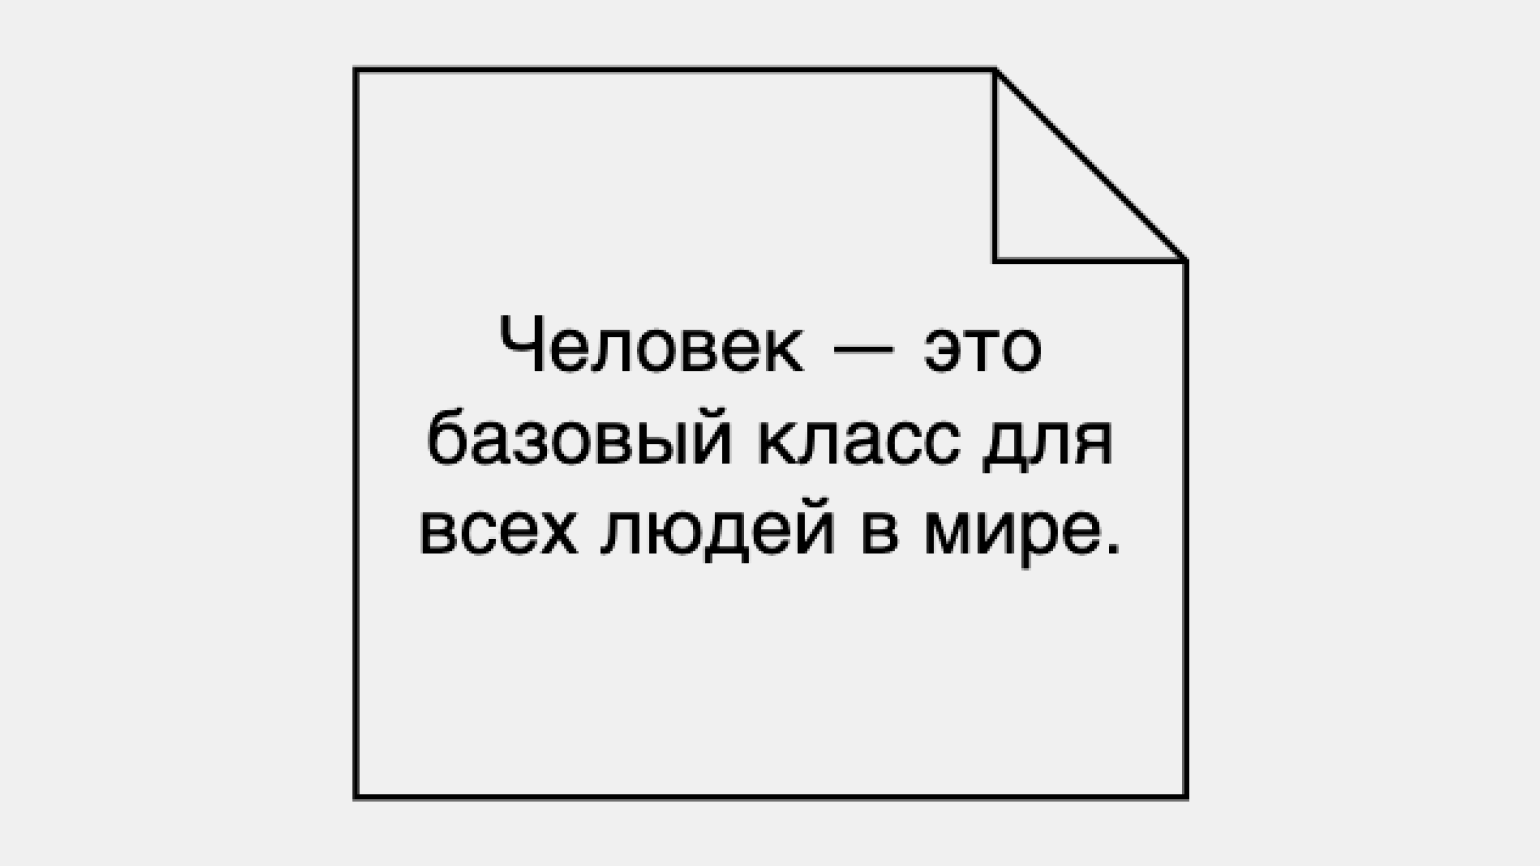 Человек — это
базовый класс для
всех людей в мире.